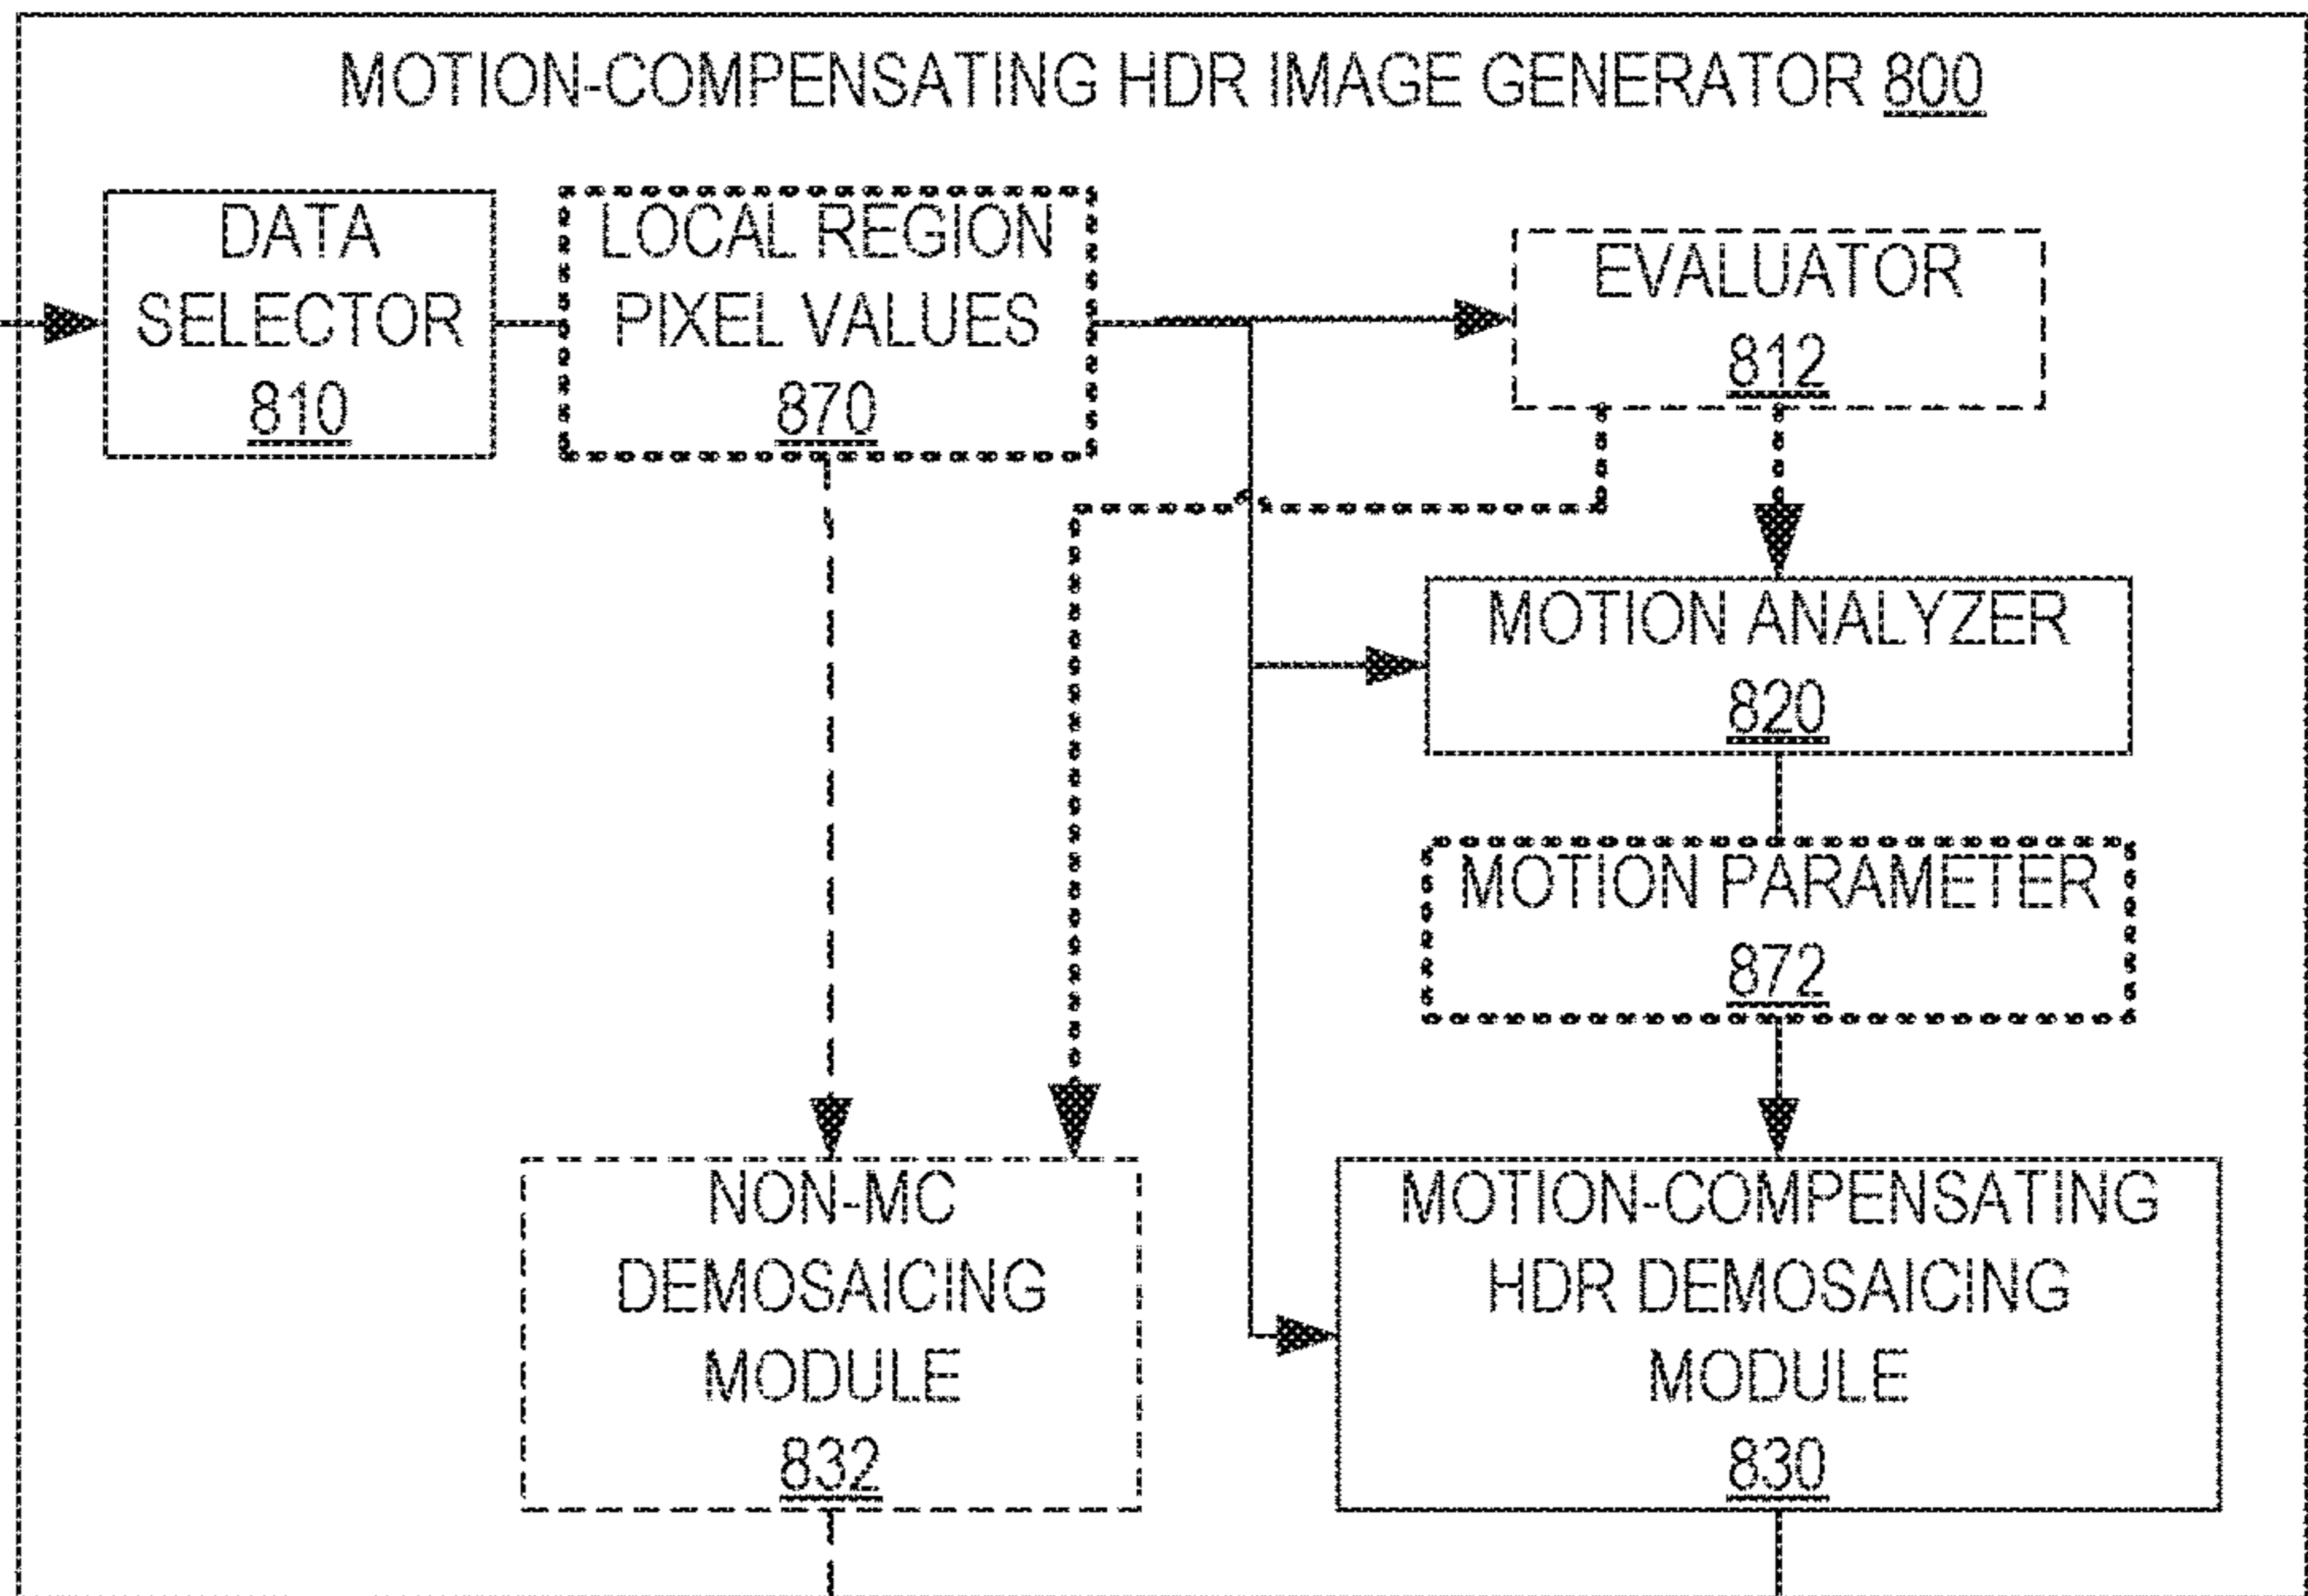 MOTION-COMPENSATING HDR IMAGE GENERATOR 800
DATA
SELECTOR
810
LOCAL REGION
PIXEL VALUES
870
EVALUATOR
812
MOTION ANALYZER
820
MOTION PARAMETER
872
NON-MC
DEMOSAICING
MODULE
832
MOTION-COMPENSATING
HDR DEMOSAICING
MODULE
830